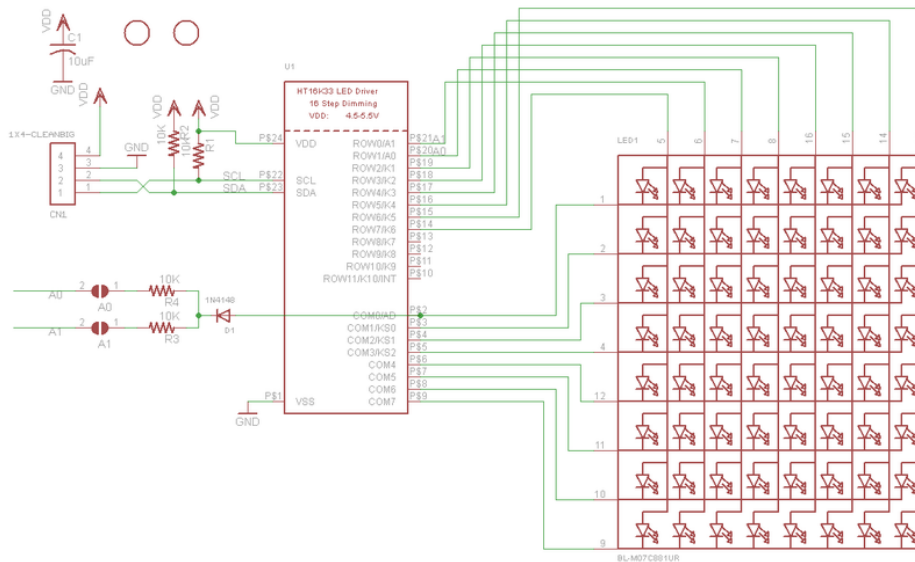 VDD
C1
10uF
GND
VDD
1X4-CLEANBIG
4
3
2
1
CN1
GND
VDD
10K
R2
VDD
10K
R1
SCL
SDA
U1
HT16K33 LED Driver
16 Step Dimming
VDD: 4.5-5.5V
P$24 VDD
P$22 SCL
P$23 SDA
P$1 VSS
GND
ROW0/A1 P$21 A1
ROW1/A0 P$20 A0
ROW2/K1 P$19
ROW3/K2 P$18
ROW4/K3 P$17
ROW5/K4 P$16
ROW6/K5 P$15
ROW7/K6 P$14
ROW8/K7 P$13
ROW9/K8 P$12
ROW10/K9 P$11
ROW11/K10/INT P$10
COM0/AD P$2
COM1/KS0 P$3
COM2/KS1 P$4
COM3/KS2 P$5
COM4 P$6
COM5 P$7
COM6 P$8
COM7 P$9
A0 2 1 10K
A0 R4
A1 2 1 10K
A1 R3
1N4148
D1
LED1
5 6 7 8 16 15 14
1
2
3
4
12
11
10
9
BL-M07C881UR